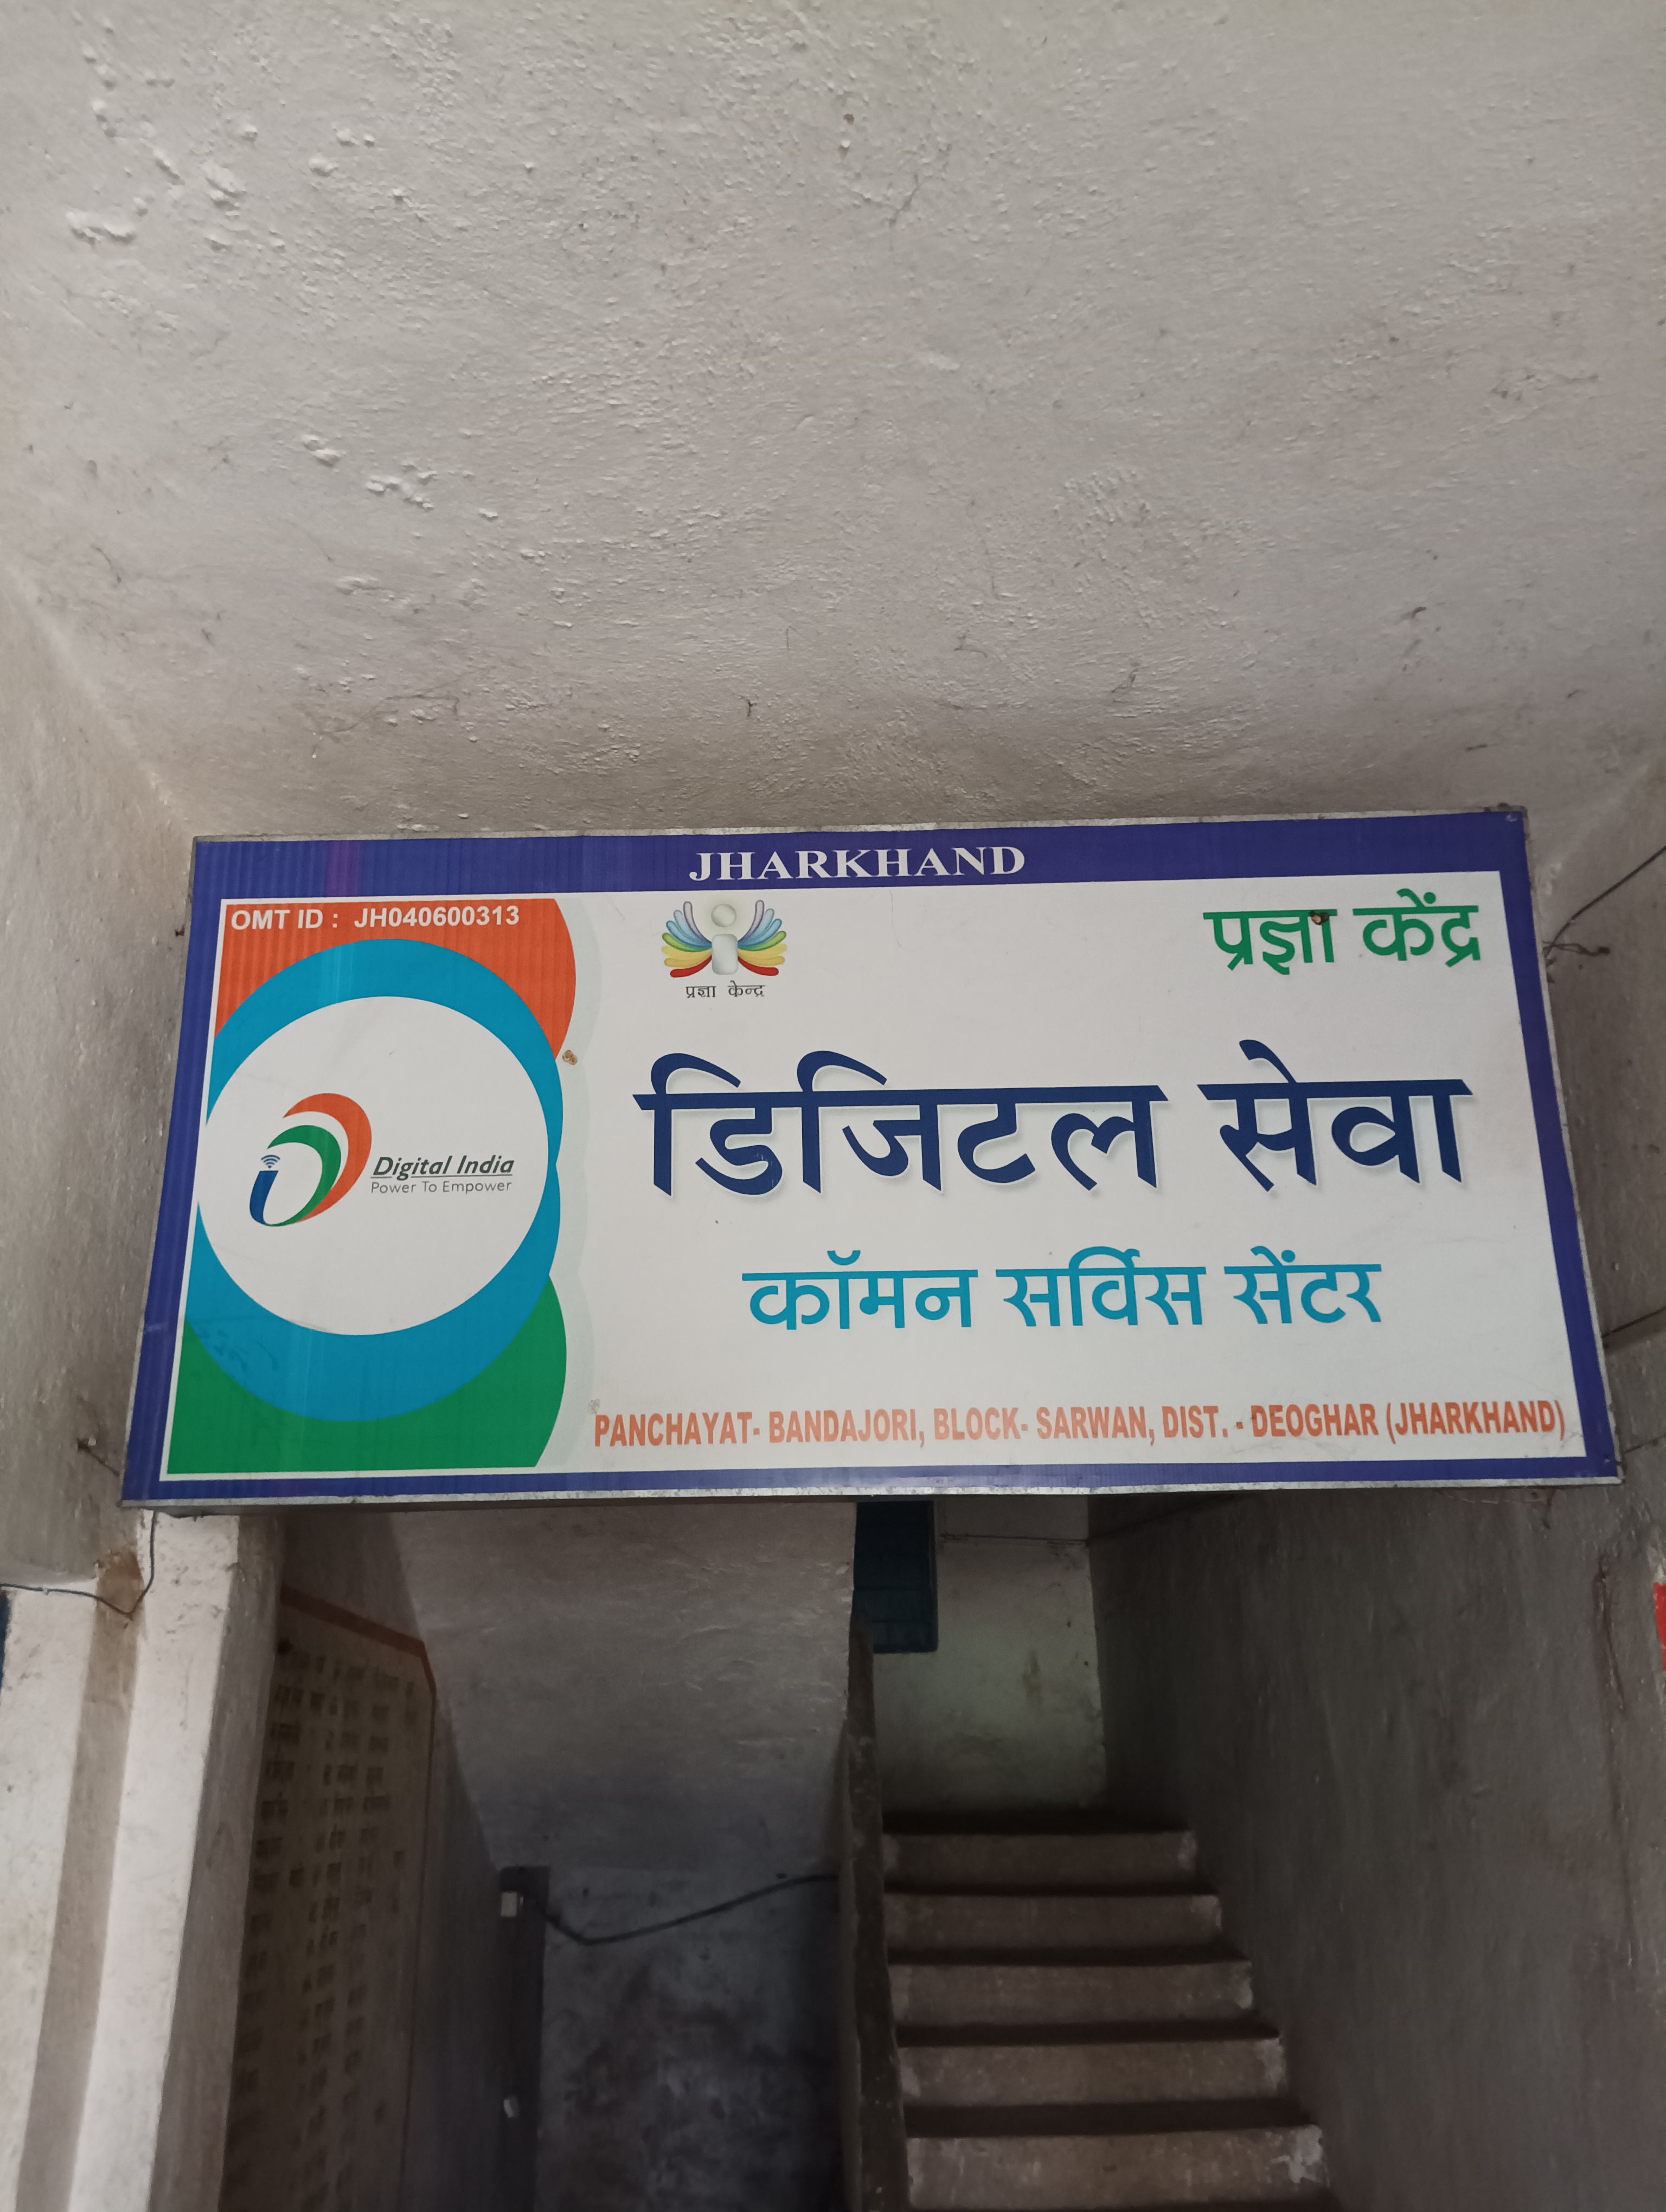 JHARKHAND
OMT ID : JH040600313
प्रज्ञा केन्द्र
प्रज्ञा केंद्र
डिजिटल सेवा
Digital India
Power To Empower
कॉमन सर्विस सेंटर
PANCHAYAT- BANDAJORI, BLOCK- SARWAN, DIST. - DEOGHAR (JHARKHAND)